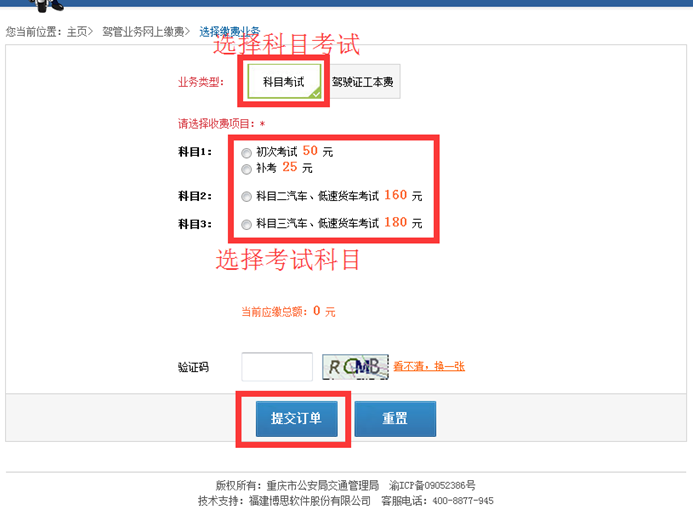 您当前位置：主页> 驾管业务网上缴费> 选择缴费业务
选择科目考试
业务类型： 科目考试 驾驶证工本费
请选择收费项目：*
科目1： 初次考试 50 元
补考 25 元
科目2： 科目二汽车、低速货车考试 160 元
科目3： 科目三汽车、低速货车考试 180 元
选择考试科目
当前应缴总额：0 元
验证码 RCMB 看不清，换一张
提交订单 重置
版权所有：重庆市公安局交通管理局 渝ICP备09052386号
技术支持：福建博思软件股份有限公司 客服电话：400-8877-945